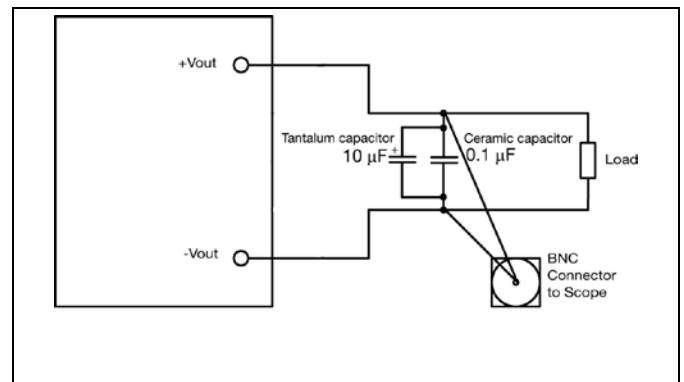 +Vout
Tantalum capacitor
10 µF
+
Ceramic capacitor
0.1 µF
Load
-Vout
BNC
Connector
to Scope